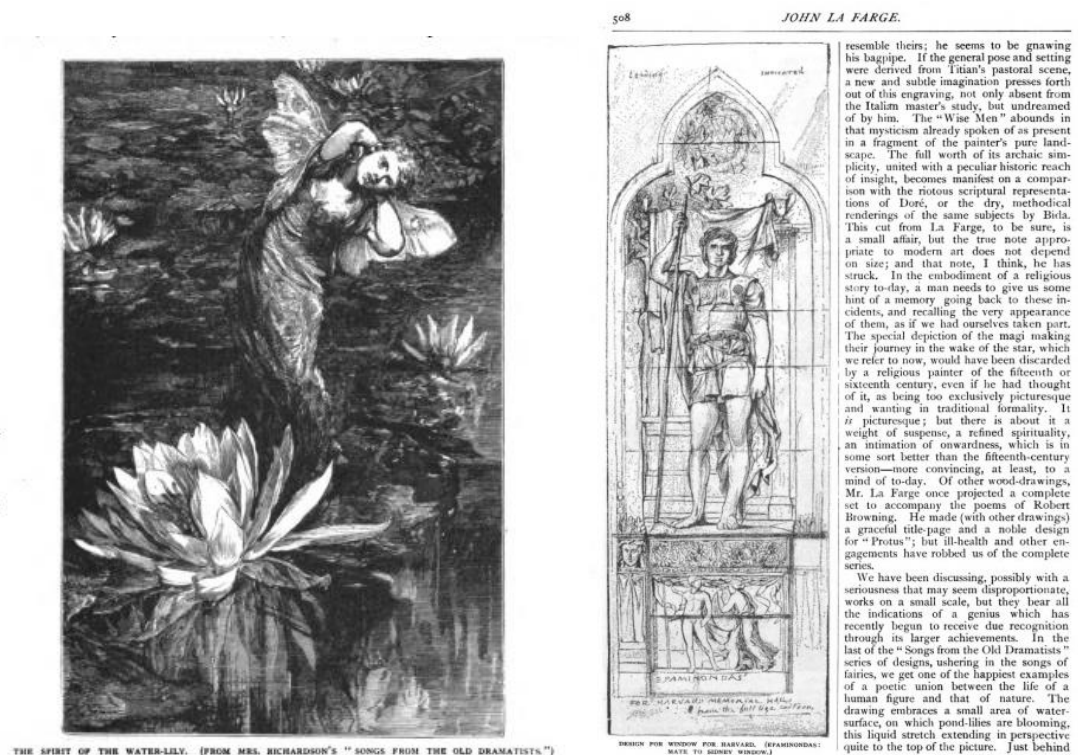 THE SPIRIT OF THE WATER-LILY. (FROM MRS. RICHARDSON'S "SONGS FROM THE OLD DRAMATISTS.")
508
JOHN LA FARGE.
EPAMINONDAS
FOR HARVARD MEMORIAL HALL
DESIGN FOR WINDOW FOR HARVARD. (EPAMINONDAS:
MATE TO SIDNEY WINDOW.)
resemble theirs; he seems to be gnawing
his bagpipe. If the general pose and setting
were derived from Titian's pastoral scene,
a new and subtle imagination presses forth
out of this engraving, not only absent from
the Italian master's study, but undreamed
of by him. The "Wise Men" abounds in
that mysticism already spoken of as present
in a fragment of the painter's pure land-
scape. The full worth of its archaic sim-
plicity, united with a peculiar historic reach
of insight, becomes manifest on a compar-
ison with the riotous scriptural representa-
tions of Doré, or the dry, methodical
renderings of the same subjects by Bida.
This cut from La Farge, to be sure, is
a small affair, but the true note appro-
priate to modern art does not depend
on size; and that note, I think, he has
struck. In the embodiment of a religious
story to-day, a man needs to give us some
hint of a memory going back to these in-
cidents, and recalling the very appearance
of them, as if we had ourselves taken part.
The special depiction of the magi making
their journey in the wake of the star, which
we refer to now, would have been discarded
by a religious painter of the fifteenth or
sixteenth century, even if he had thought
of it, as being too exclusively picturesque
and wanting in traditional formality. It
is picturesque; but there is about it a
weight of suspense, a refined spirituality,
an intimation of onwardness, which is in
some sort better than the fifteenth-century
version—more convincing, at least, to a
mind of to-day. Of other wood-drawings,
Mr. La Farge once projected a complete
set to accompany the poems of Robert
Browning. He made (with other drawings)
a graceful title-page and a noble design
for "Protus"; but ill-health and other en-
gagements have robbed us of the complete
series.
We have been discussing, possibly with a
seriousness that may seem disproportionate,
works on a small scale, but they bear all
the indications of a genius which has
recently begun to receive due recognition
through its larger achievements. In the
last of the "Songs from the Old Dramatists"
series of designs, ushering in the songs of
fairies, we get one of the happiest examples
of a poetic union between the life of a
human figure and that of nature. The
drawing embraces a small area of water-
surface, on which pond-lilies are blooming,
this liquid stretch extending in perspective
quite to the top of the picture. Just behind